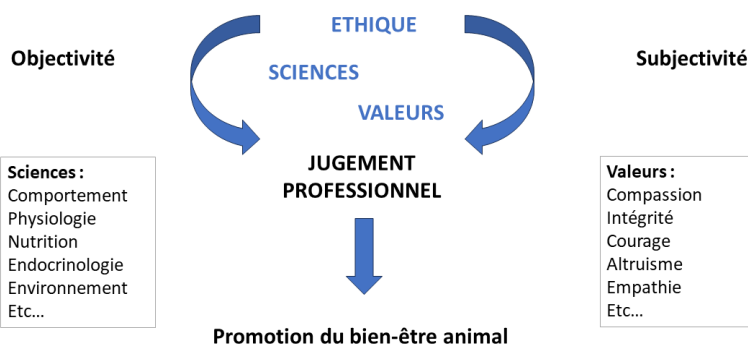 ETHIQUE
Objectivité
Subjectivité
SCIENCES
VALEURS
JUGEMENT
PROFESSIONNEL
Sciences :
Comportement
Physiologie
Nutrition
Endocrinologie
Environnement
Etc...
Valeurs :
Compassion
Intégrité
Courage
Altruisme
Empathie
Etc...
Promotion du bien-être animal